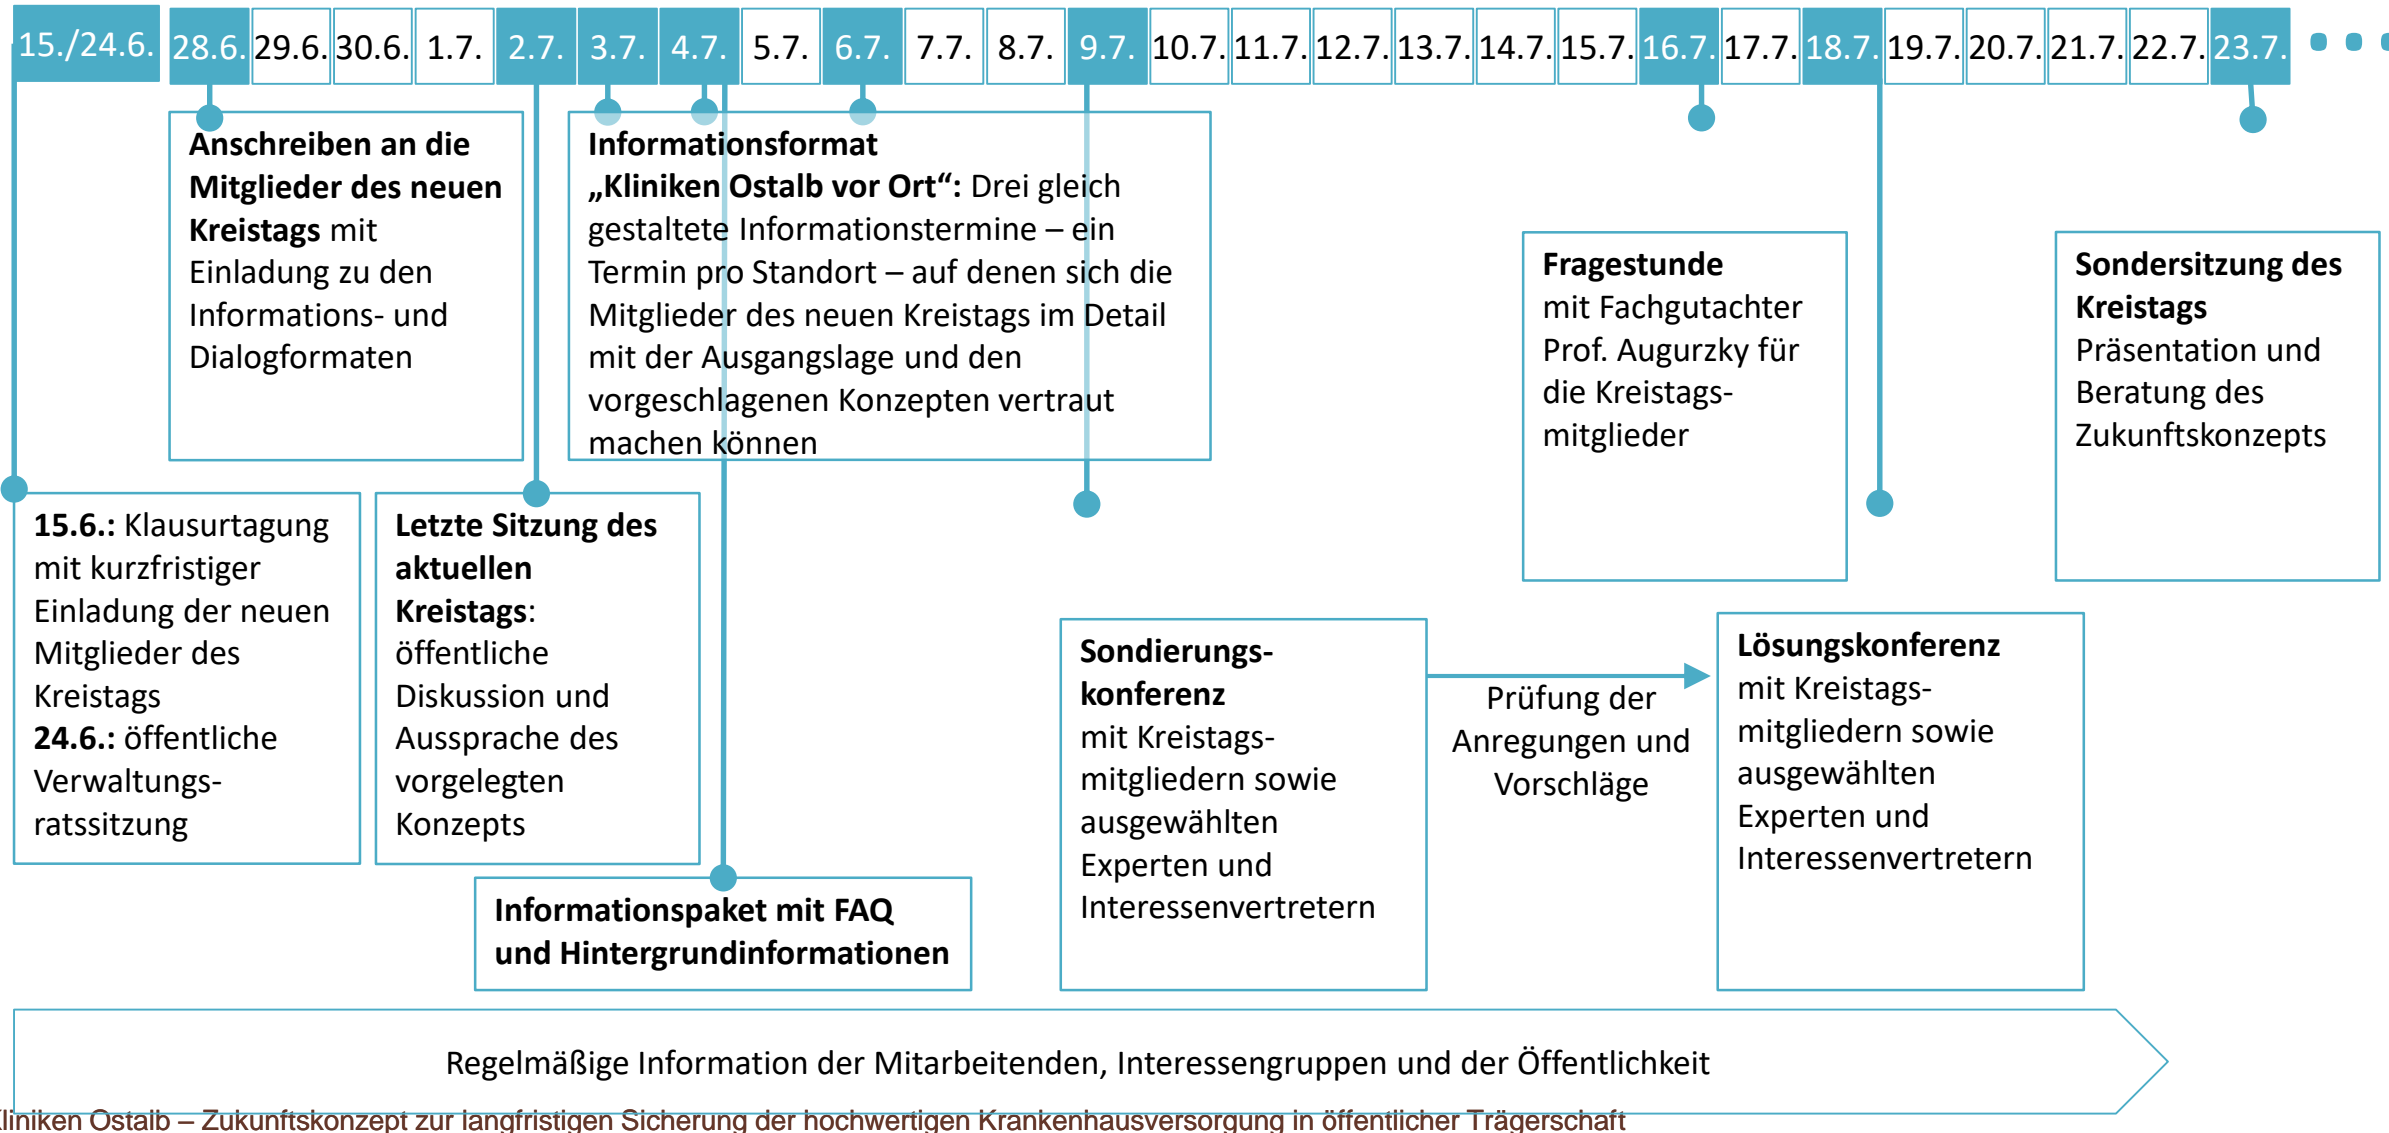 15./24.6. 28.6. 29.6. 30.6. 1.7. 2.7. 3.7. 4.7. 5.7. 6.7. 7.7. 8.7. 9.7. 10.7. 11.7. 12.7. 13.7. 14.7. 15.7. 16.7. 17.7. 18.7. 19.7. 20.7. 21.7. 22.7. 23.7.
Anschreiben an die
Mitglieder des neuen
Kreistags mit
Einladung zu den
Informations- und
Dialogformaten
Informationsformat
„Kliniken Ostalb vor Ort“: Drei gleich
gestaltete Informationstermine – ein
Termin pro Standort – auf denen sich die
Mitglieder des neuen Kreistags im Detail
mit der Ausgangslage und den
vorgeschlagenen Konzepten vertraut
machen können
Fragestunde
mit Fachgutachter
Prof. Augurzky für
die Kreistags-
mitglieder
Sondersitzung des
Kreistags
Präsentation und
Beratung des
Zukunftskonzepts
15.6.: Klausurtagung
mit kurzfristiger
Einladung der neuen
Mitglieder des
Kreistags
24.6.: öffentliche
Verwaltungs-
ratssitzung
Letzte Sitzung des
aktuellen
Kreistags:
öffentliche
Diskussion und
Aussprache des
vorgelegten
Konzepts
Informationspaket mit FAQ
und Hintergrundinformationen
Sondierungs-
konferenz
mit Kreistags-
mitgliedern sowie
ausgewählten
Experten und
Interessenvertretern
Prüfung der
Anregungen und
Vorschläge
Lösungskonferenz
mit Kreistags-
mitgliedern sowie
ausgewählten
Experten und
Interessenvertretern
Regelmäßige Information der Mitarbeitenden, Interessengruppen und der Öffentlichkeit
Kliniken Ostalb – Zukunftskonzept zur langfristigen Sicherung der hochwertigen Krankenhausversorgung in öffentlicher Trägerschaft